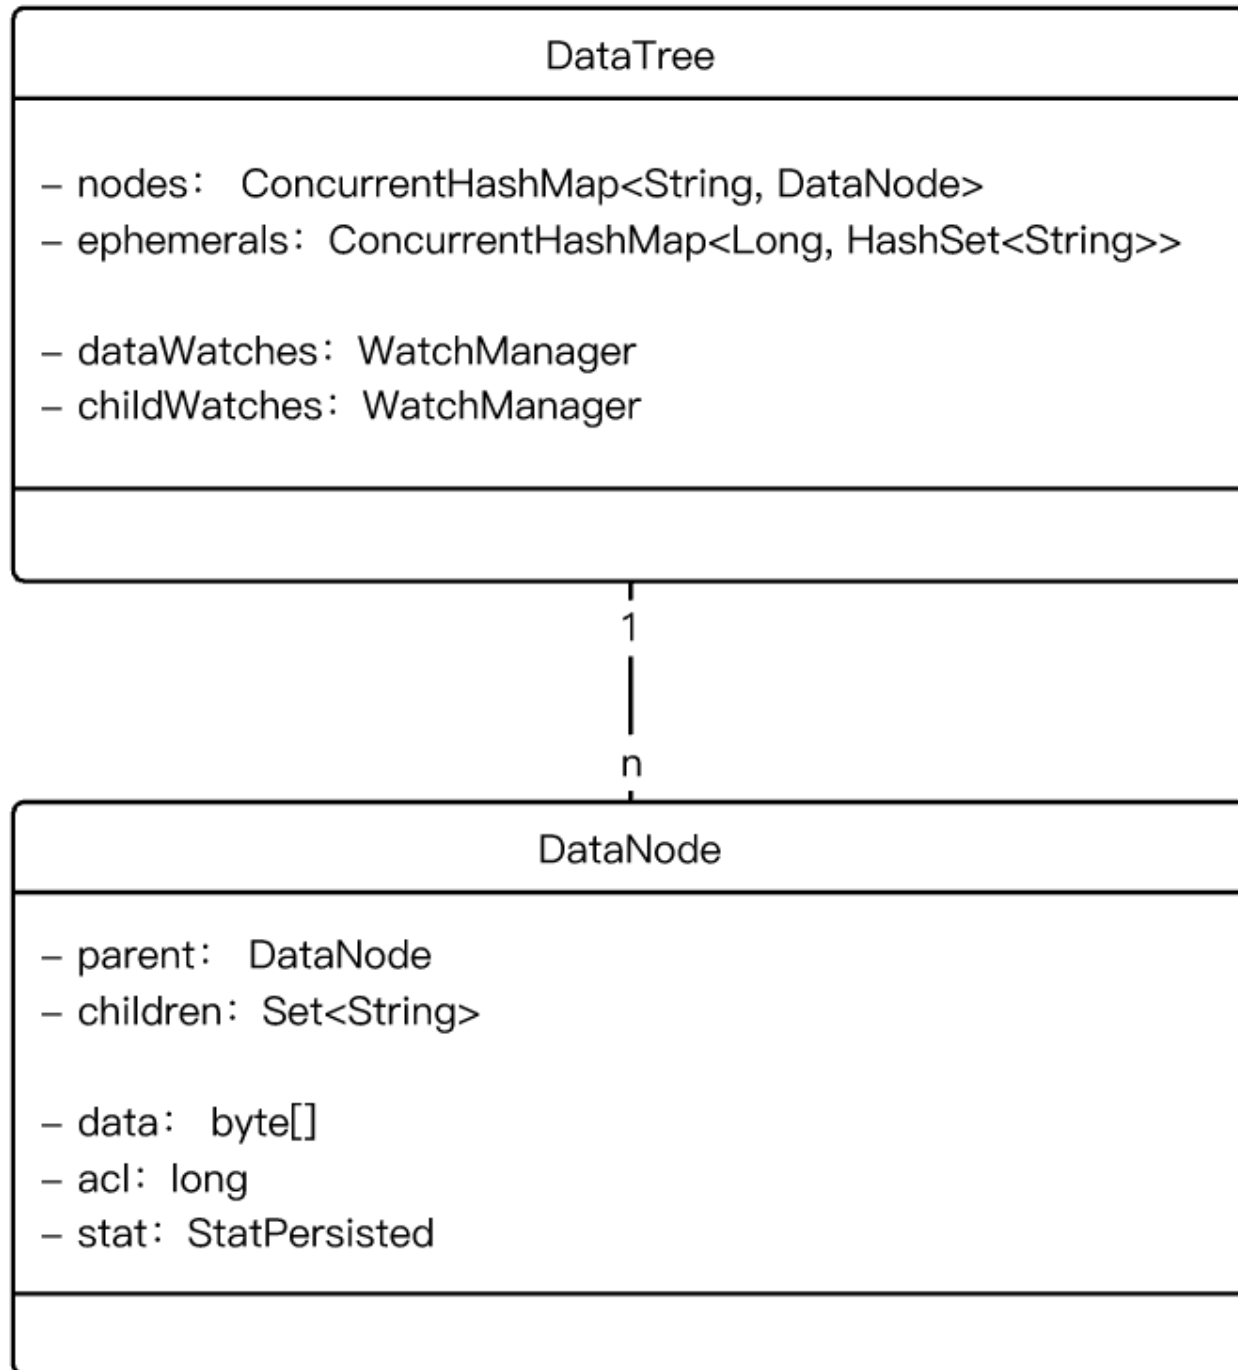 DataTree
– nodes： ConcurrentHashMap<String, DataNode>
– ephemerals：ConcurrentHashMap<Long, HashSet<String>>
– dataWatches：WatchManager
– childWatches：WatchManager
1
n
DataNode
– parent： DataNode
– children：Set<String>
– data： byte[]
– acl：long
– stat：StatPersisted